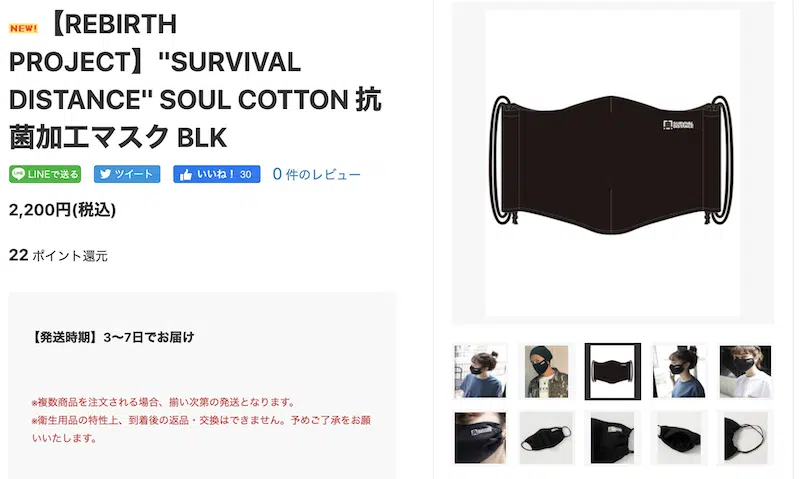 NEW! 【REBIRTH
PROJECT】"SURVIVAL
DISTANCE" SOUL COTTON 抗
菌加工マスク BLK
LINEで送る ツイート いいね！ 30 0 件のレビュー
2,200円(税込)
22 ポイント還元
【発送時期】3〜7日でお届け
※複数商品を注文される場合、揃い次第の発送となります。
※衛生用品の特性上、到着後の返品・交換はできません。予めご了承をお願
いいたします。
SURVIVAL
DISTANCE